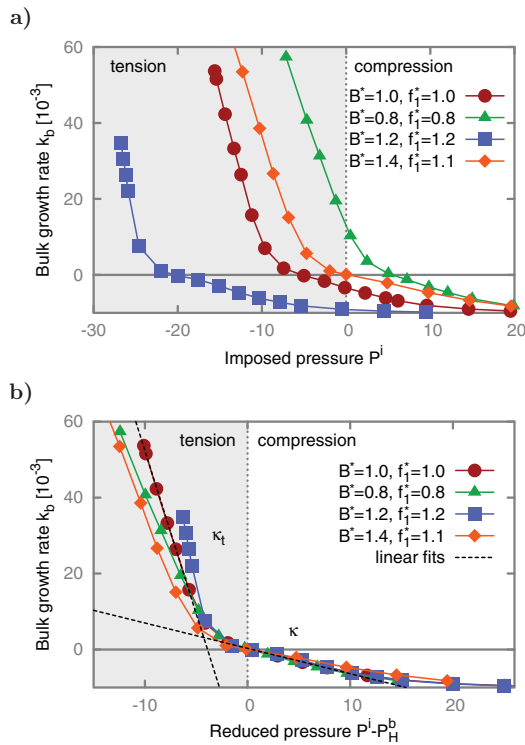 a)
60
40
20
0
-30
-20
-10
0
10
20
Bulk growth rate k_b [10⁻³]
Imposed pressure Pⁱ
tension
compression
B*=1.0, f₁*=1.0
B*=0.8, f₁*=0.8
B*=1.2, f₁*=1.2
B*=1.4, f₁*=1.1
b)
60
40
20
0
-10
0
10
20
Bulk growth rate k_b [10⁻³]
Reduced pressure Pⁱ-P_H^b
tension
compression
B*=1.0, f₁*=1.0
B*=0.8, f₁*=0.8
B*=1.2, f₁*=1.2
B*=1.4, f₁*=1.1
linear fits
κ_t
κ